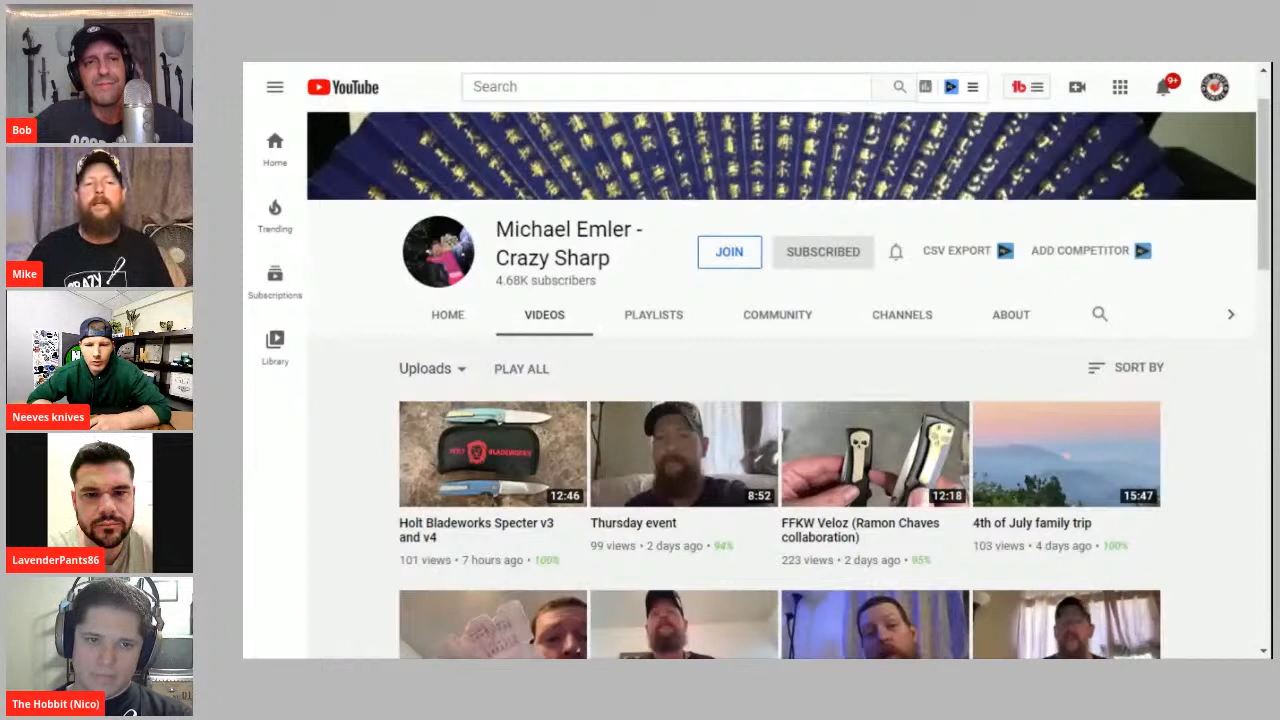 Bob
Mike
Neeves knives
LavenderPants86
The Hobbit (Nico)
YouTube
Search
9+
Home
Trending
Subscriptions
Library
Michael Emler -
Crazy Sharp
4.68K subscribers
JOIN
SUBSCRIBED
CSV EXPORT
ADD COMPETITOR
HOME
VIDEOS
PLAYLISTS
COMMUNITY
CHANNELS
ABOUT
Uploads
PLAY ALL
SORT BY
HOLT BLADEWORKS
12:46
8:52
12:18
15:47
Holt Bladeworks Specter v3
and v4
101 views • 7 hours ago • 100%
Thursday event
99 views • 2 days ago • 94%
FFKW Veloz (Ramon Chaves
collaboration)
223 views • 2 days ago • 95%
4th of July family trip
103 views • 4 days ago • 100%